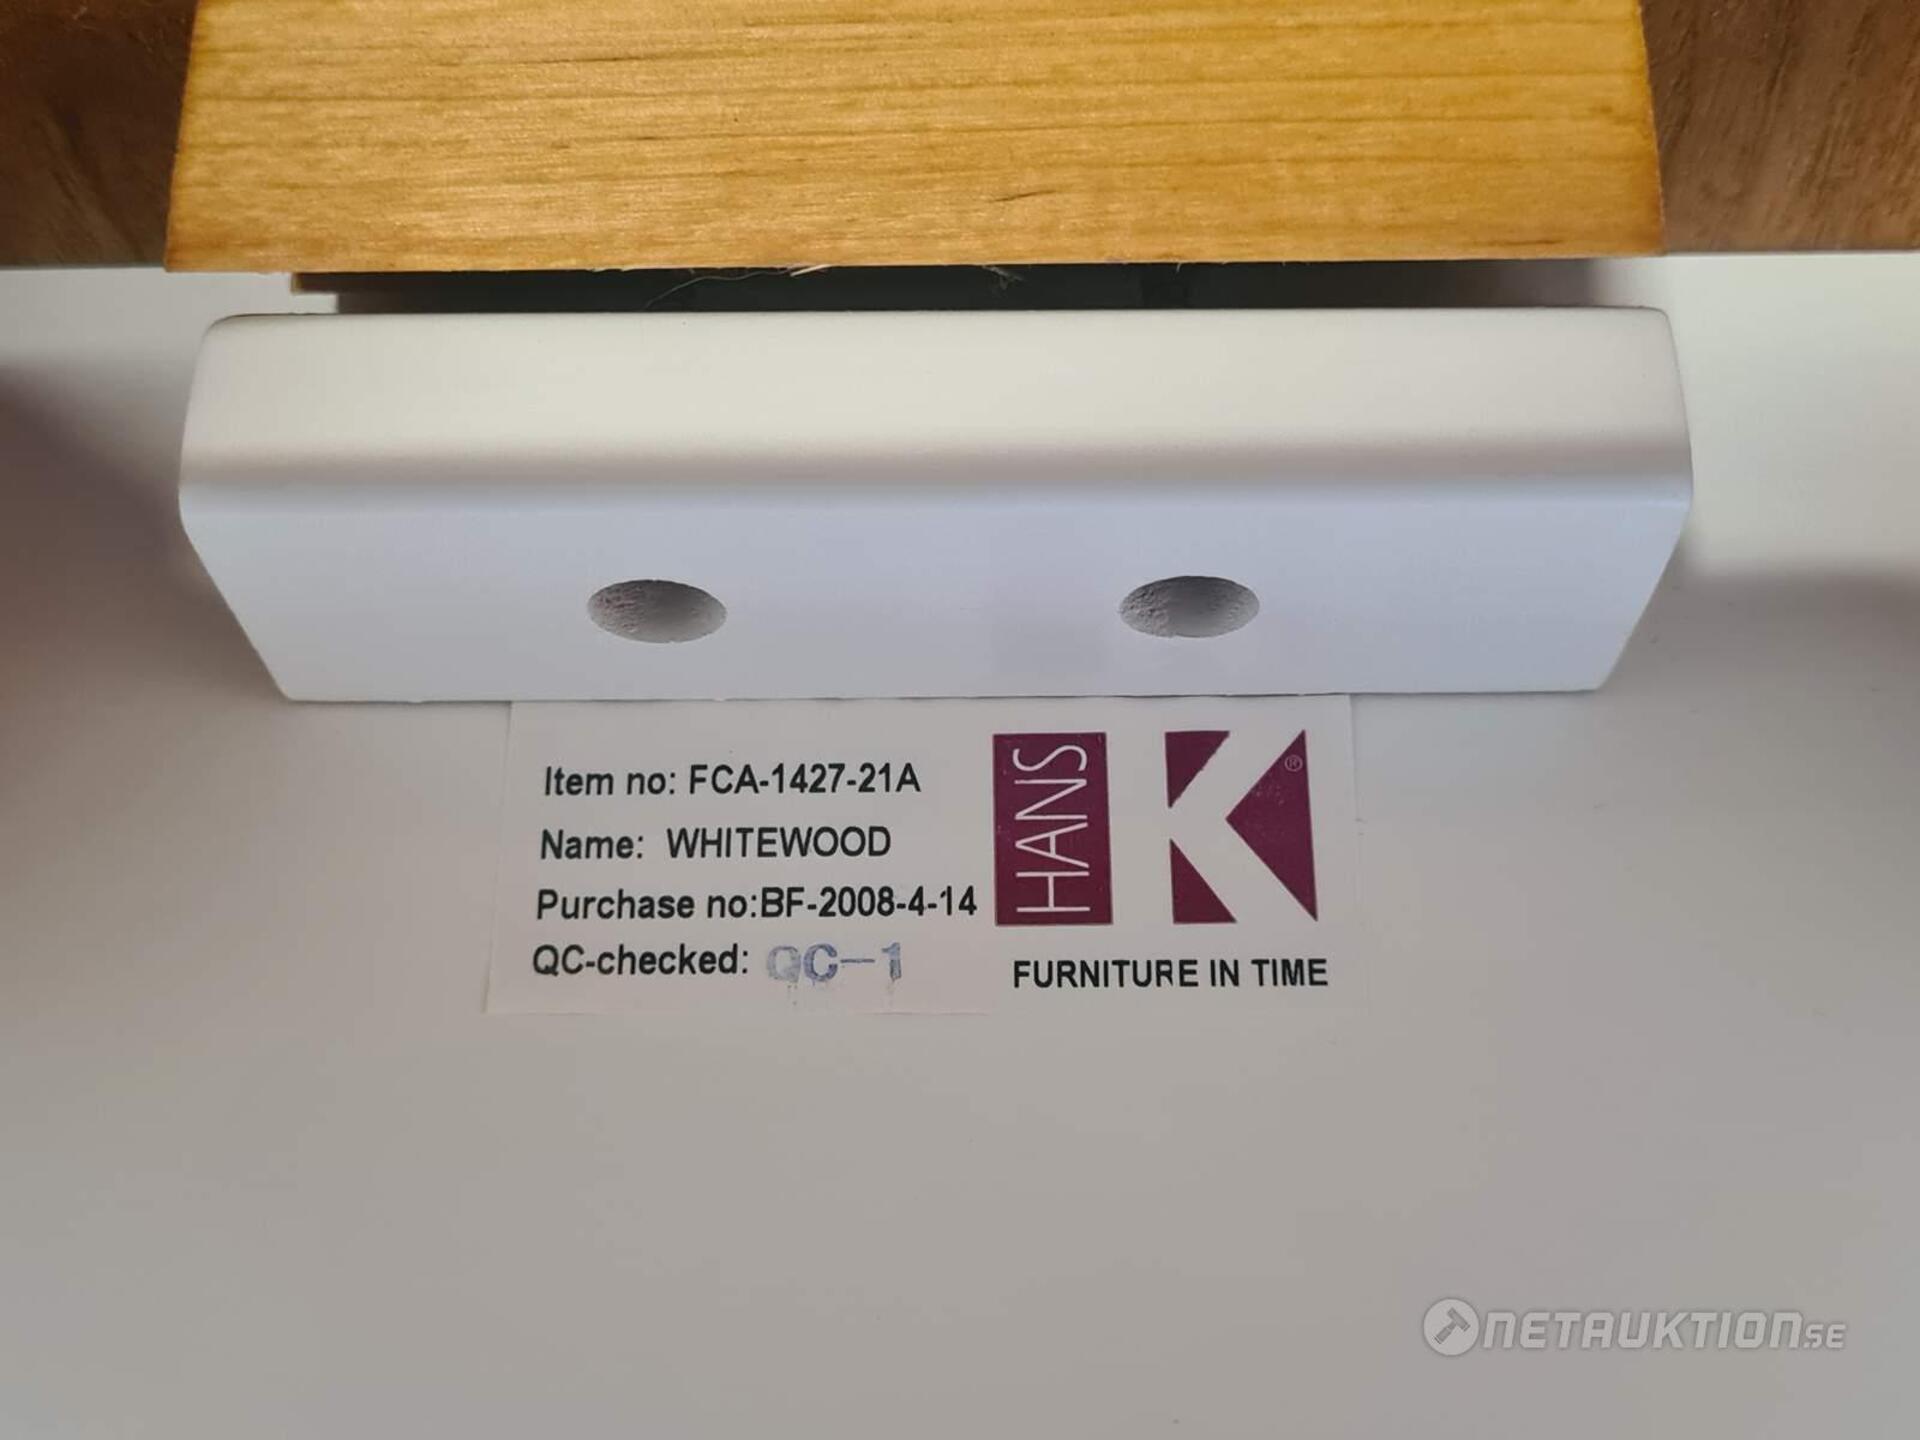 Item no: FCA-1427-21A
Name: WHITEWOOD
Purchase no:BF-2008-4-14
QC-checked: QC-1
HANS K ®
FURNITURE IN TIME
NETAUKTION.SE